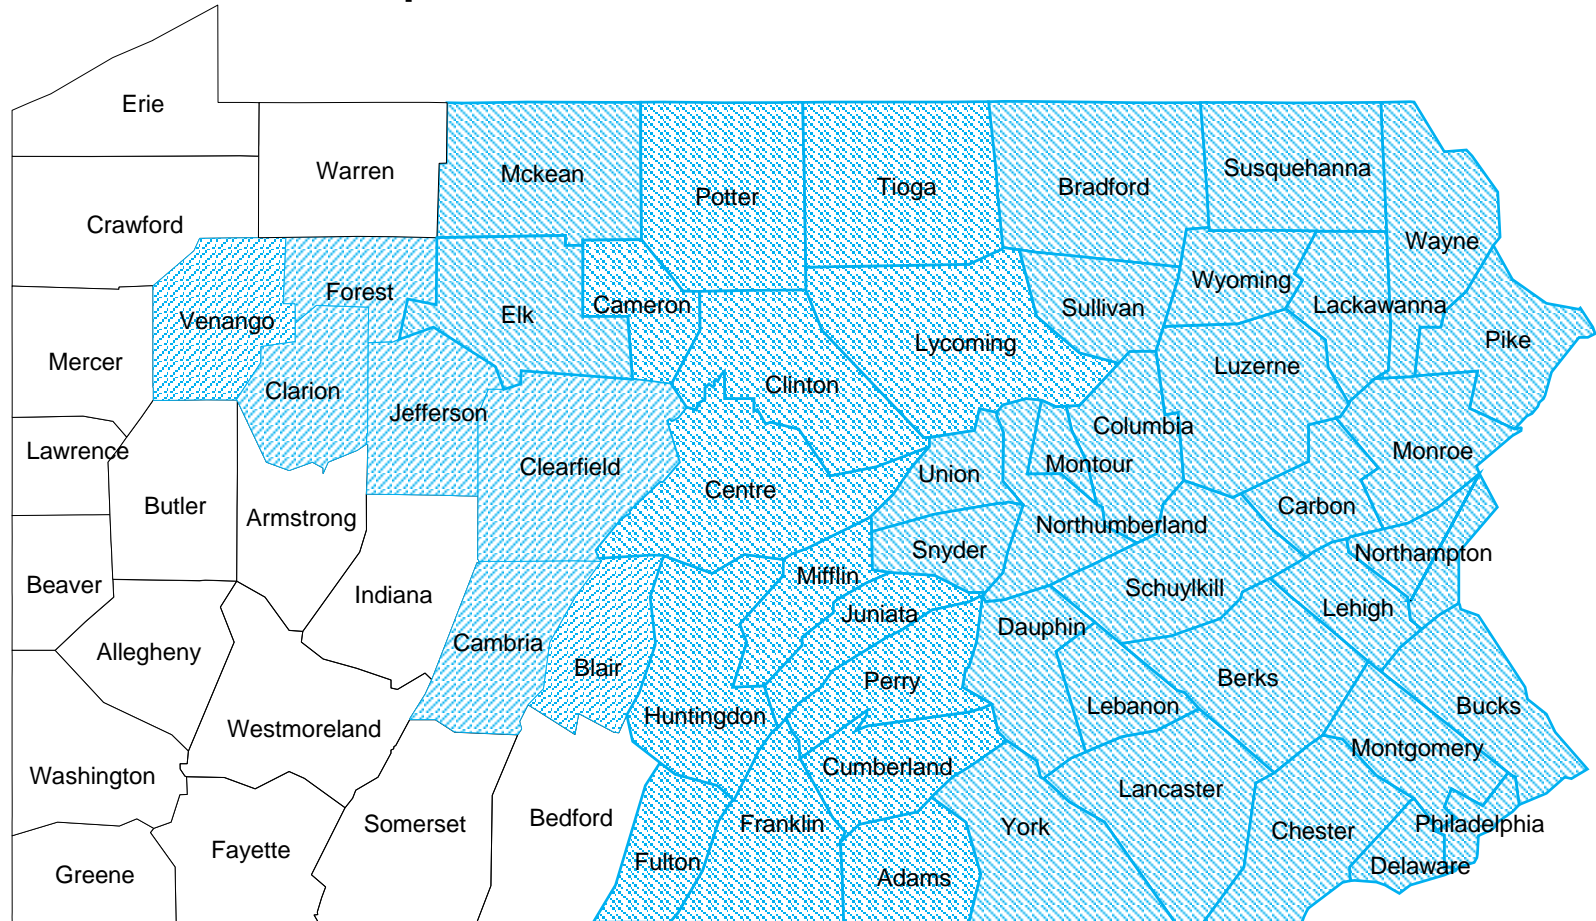 Erie
Warren
Mckean
Potter
Tioga
Bradford
Susquehanna
Crawford
Wayne
Forest
Venango
Elk
Cameron
Sullivan
Wyoming
Lackawanna
Mercer
Lycoming
Pike
Clarion
Jefferson
Clinton
Luzerne
Lawrence
Columbia
Monroe
Clearfield
Union
Montour
Butler
Armstrong
Centre
Carbon
Northumberland
Snyder
Northampton
Beaver
Indiana
Mifflin
Schuylkill
Juniata
Lehigh
Dauphin
Allegheny
Cambria
Blair
Perry
Berks
Huntingdon
Lebanon
Bucks
Westmoreland
Montgomery
Washington
Cumberland
Lancaster
Bedford
Somerset
Franklin
York
Chester
Philadelphia
Fayette
Fulton
Delaware
Greene
Adams